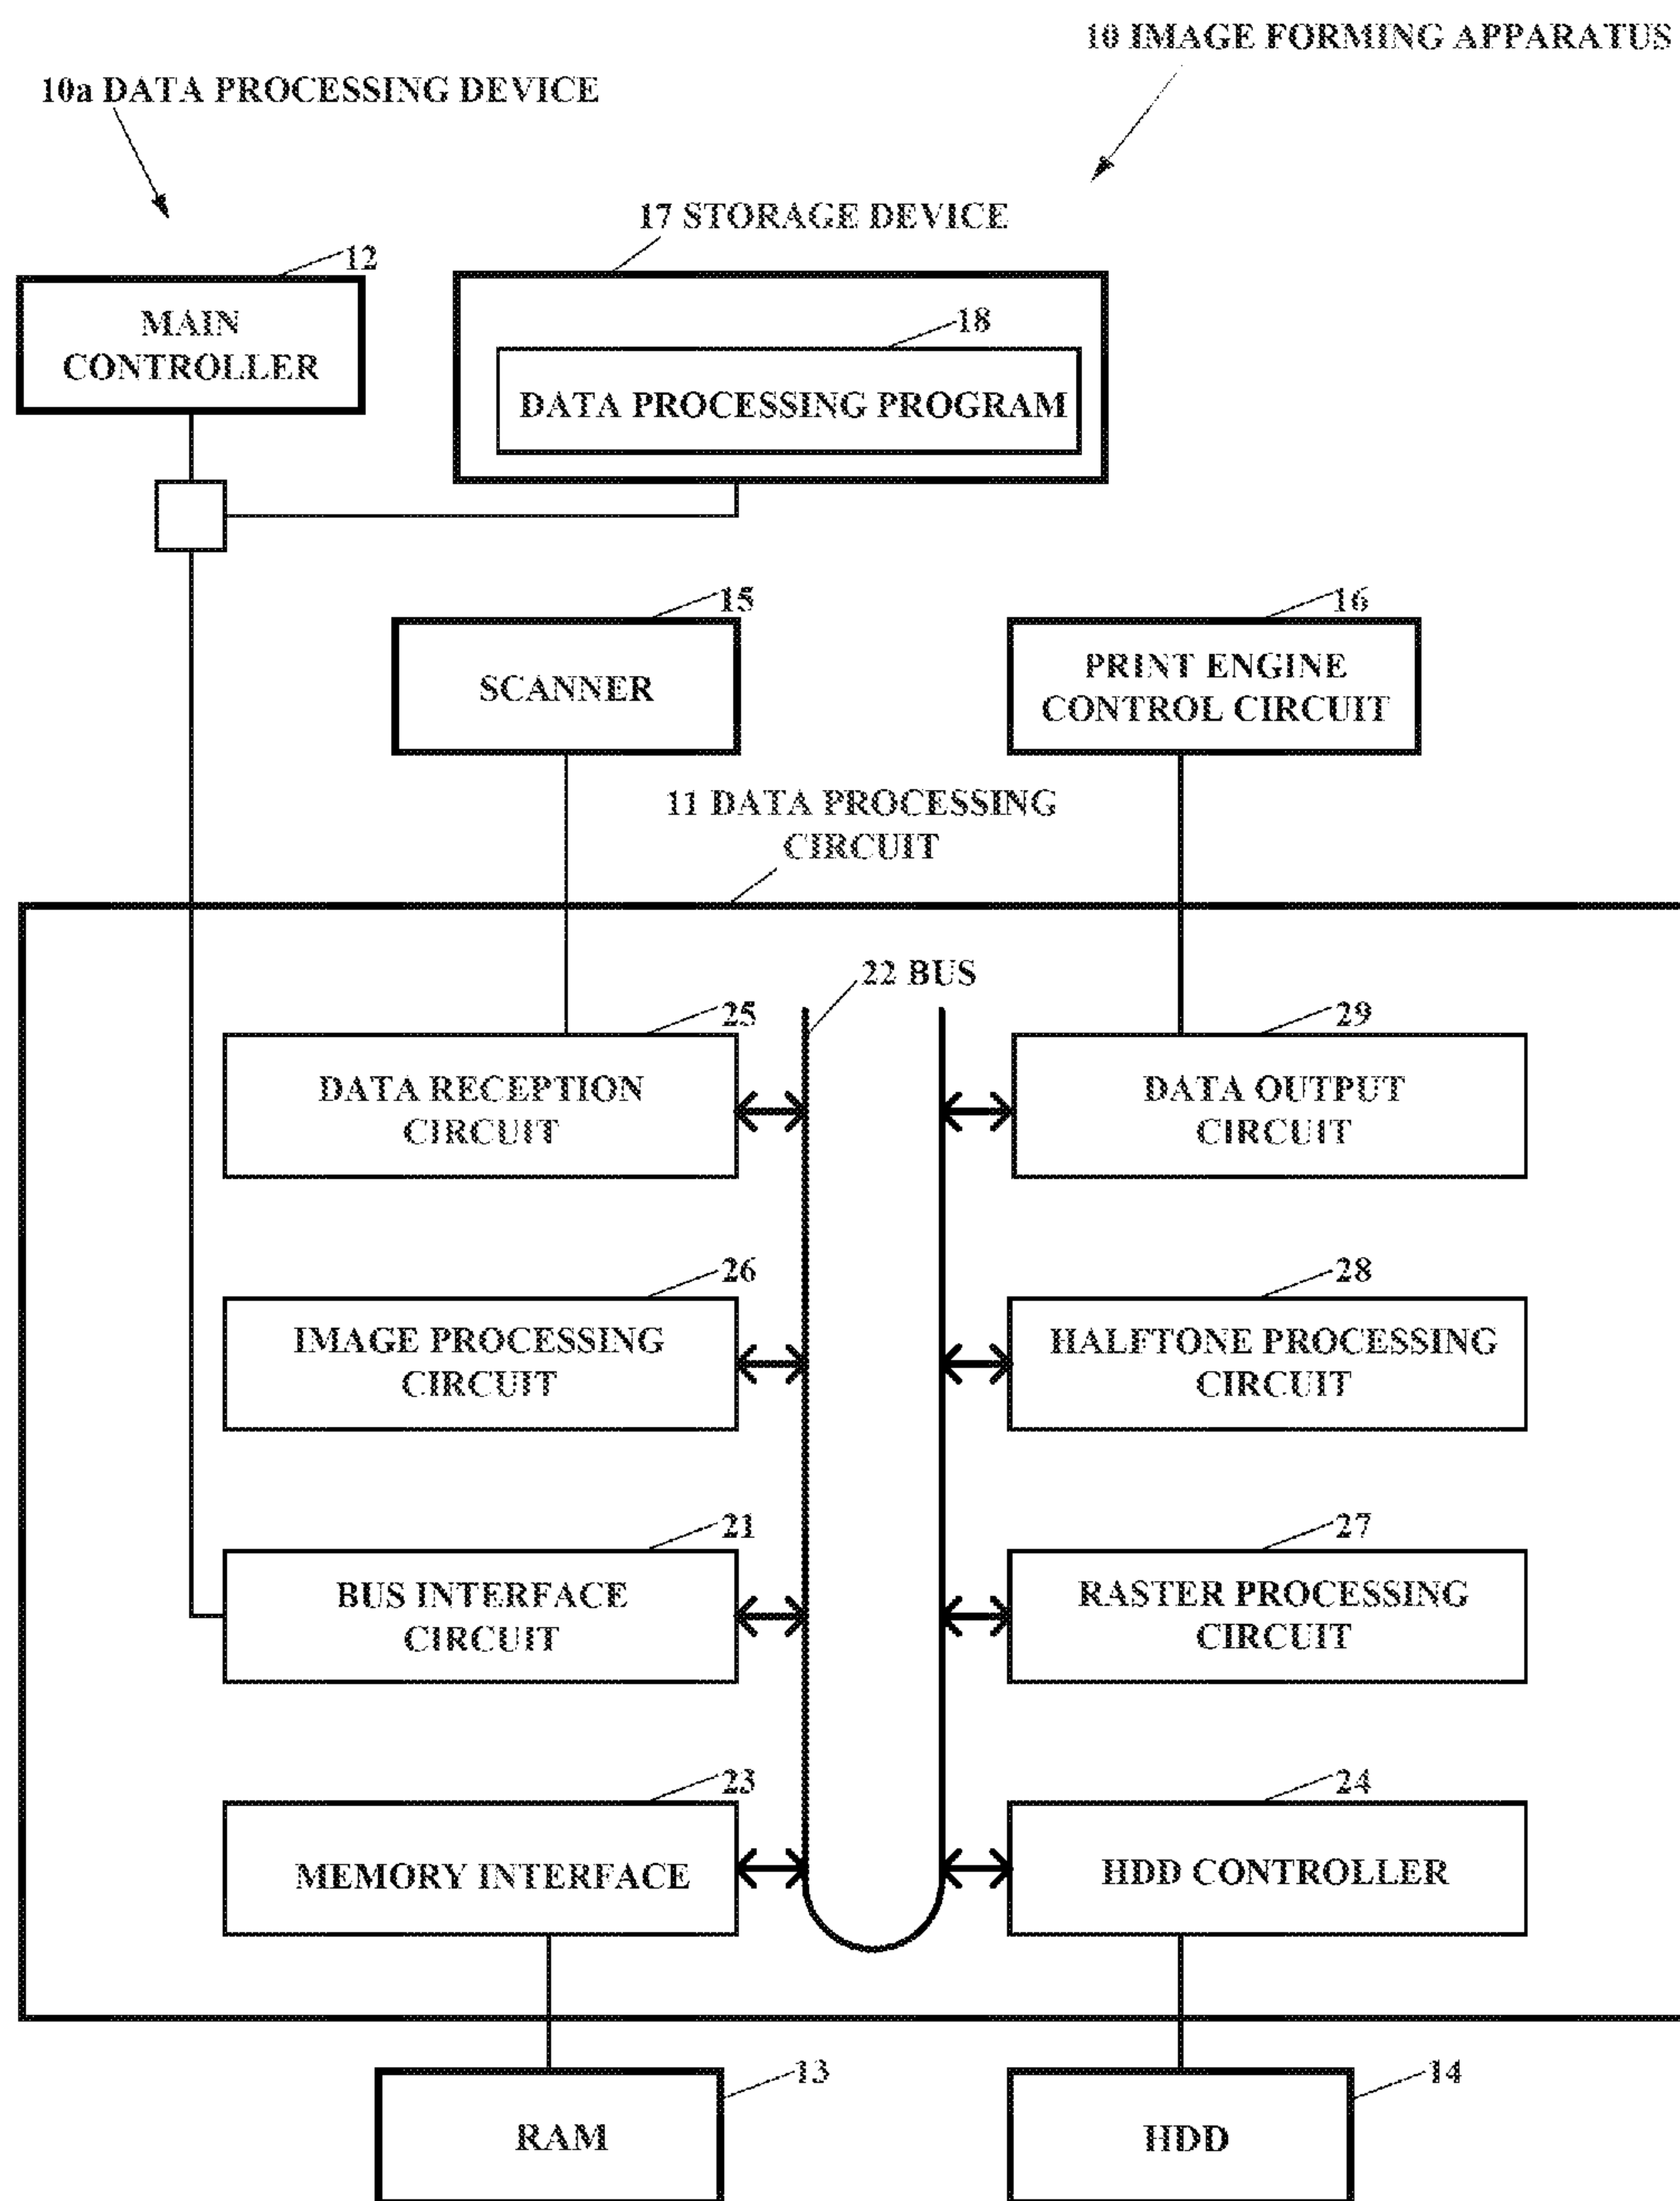 10 IMAGE FORMING APPARATUS
10a DATA PROCESSING DEVICE
17 STORAGE DEVICE
12
MAIN
CONTROLLER
18
DATA PROCESSING PROGRAM
15
SCANNER
16
PRINT ENGINE
CONTROL CIRCUIT
11 DATA PROCESSING
CIRCUIT
22 BUS
25
DATA RECEPTION
CIRCUIT
29
DATA OUTPUT
CIRCUIT
26
IMAGE PROCESSING
CIRCUIT
28
HALFTONE PROCESSING
CIRCUIT
21
BUS INTERFACE
CIRCUIT
27
RASTER PROCESSING
CIRCUIT
23
MEMORY INTERFACE
24
HDD CONTROLLER
13
RAM
14
HDD